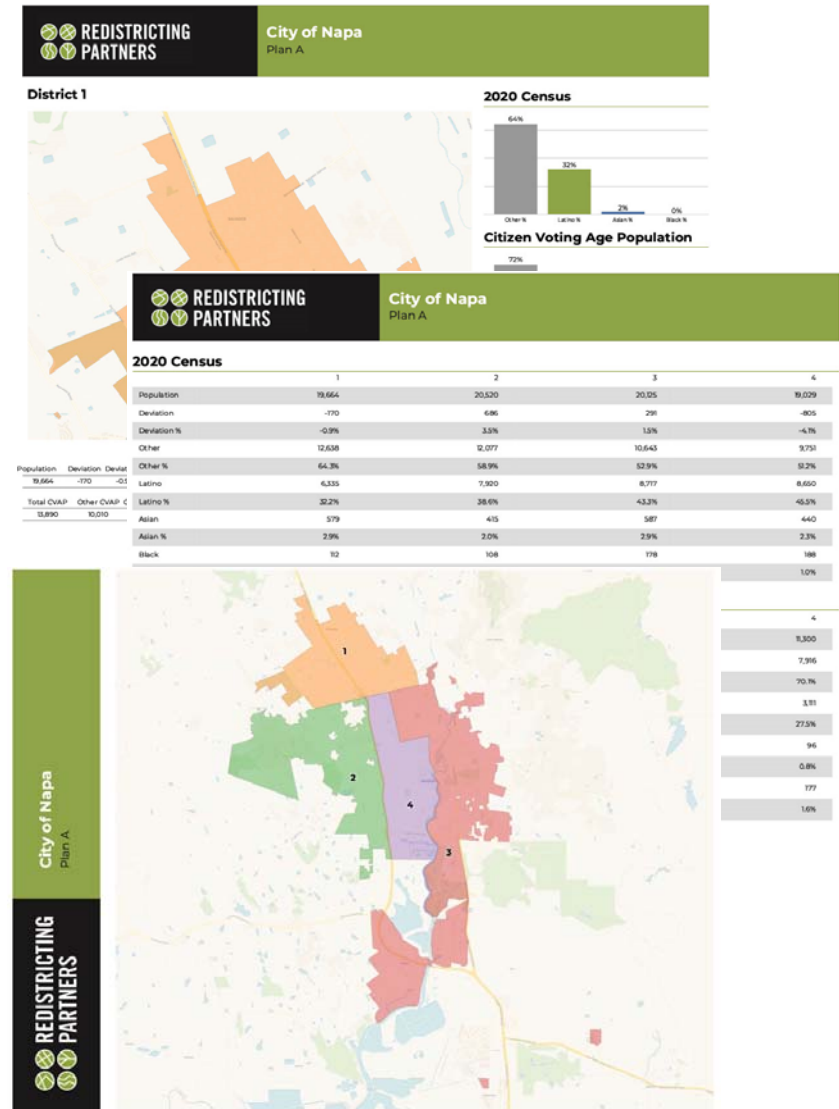 REDISTRICTING
PARTNERS
City of Napa
Plan A
District 1
2020 Census
64%
32%
2%
0%
Other %
Latino %
Asian %
Black %
Citizen Voting Age Population
72%
Population Deviation Deviat
19,664 -170 -0.9
Total CVAP Other CVAP
13,890 10,010
REDISTRICTING
PARTNERS
City of Napa
Plan A
2020 Census
1 2 3 4
Population 19,664 20,520 20,125 19,029
Deviation -170 686 291 -805
Deviation % -0.9% 3.5% 1.5% -4.1%
Other 12,638 12,077 10,643 9,751
Other % 64.3% 58.9% 52.9% 51.2%
Latino 6,335 7,920 8,717 8,650
Latino % 32.2% 38.6% 43.3% 45.5%
Asian 579 415 587 440
Asian % 2.9% 2.0% 2.9% 2.3%
Black 112 108 178 188
1.0%
4
11,300
7,916
70.1%
3,111
27.5%
96
0.8%
177
1.6%
City of Napa
Plan A
REDISTRICTING
PARTNERS
1
2
4
3